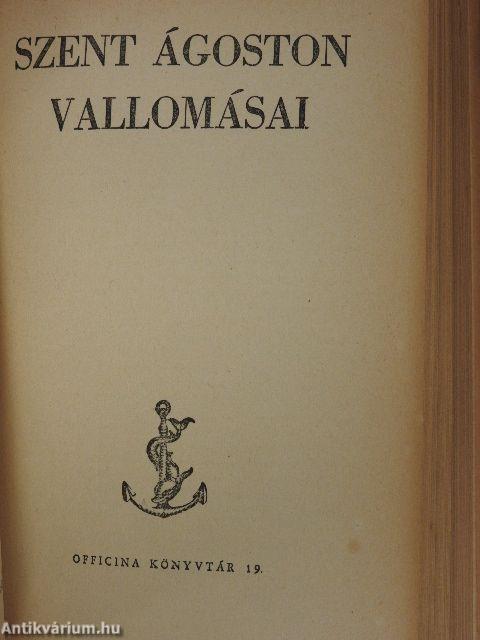 SZENT ÁGOSTON
VALLOMÁSAI
OFFICINA KÖNYVTÁR 19.
Antikvárium.hu